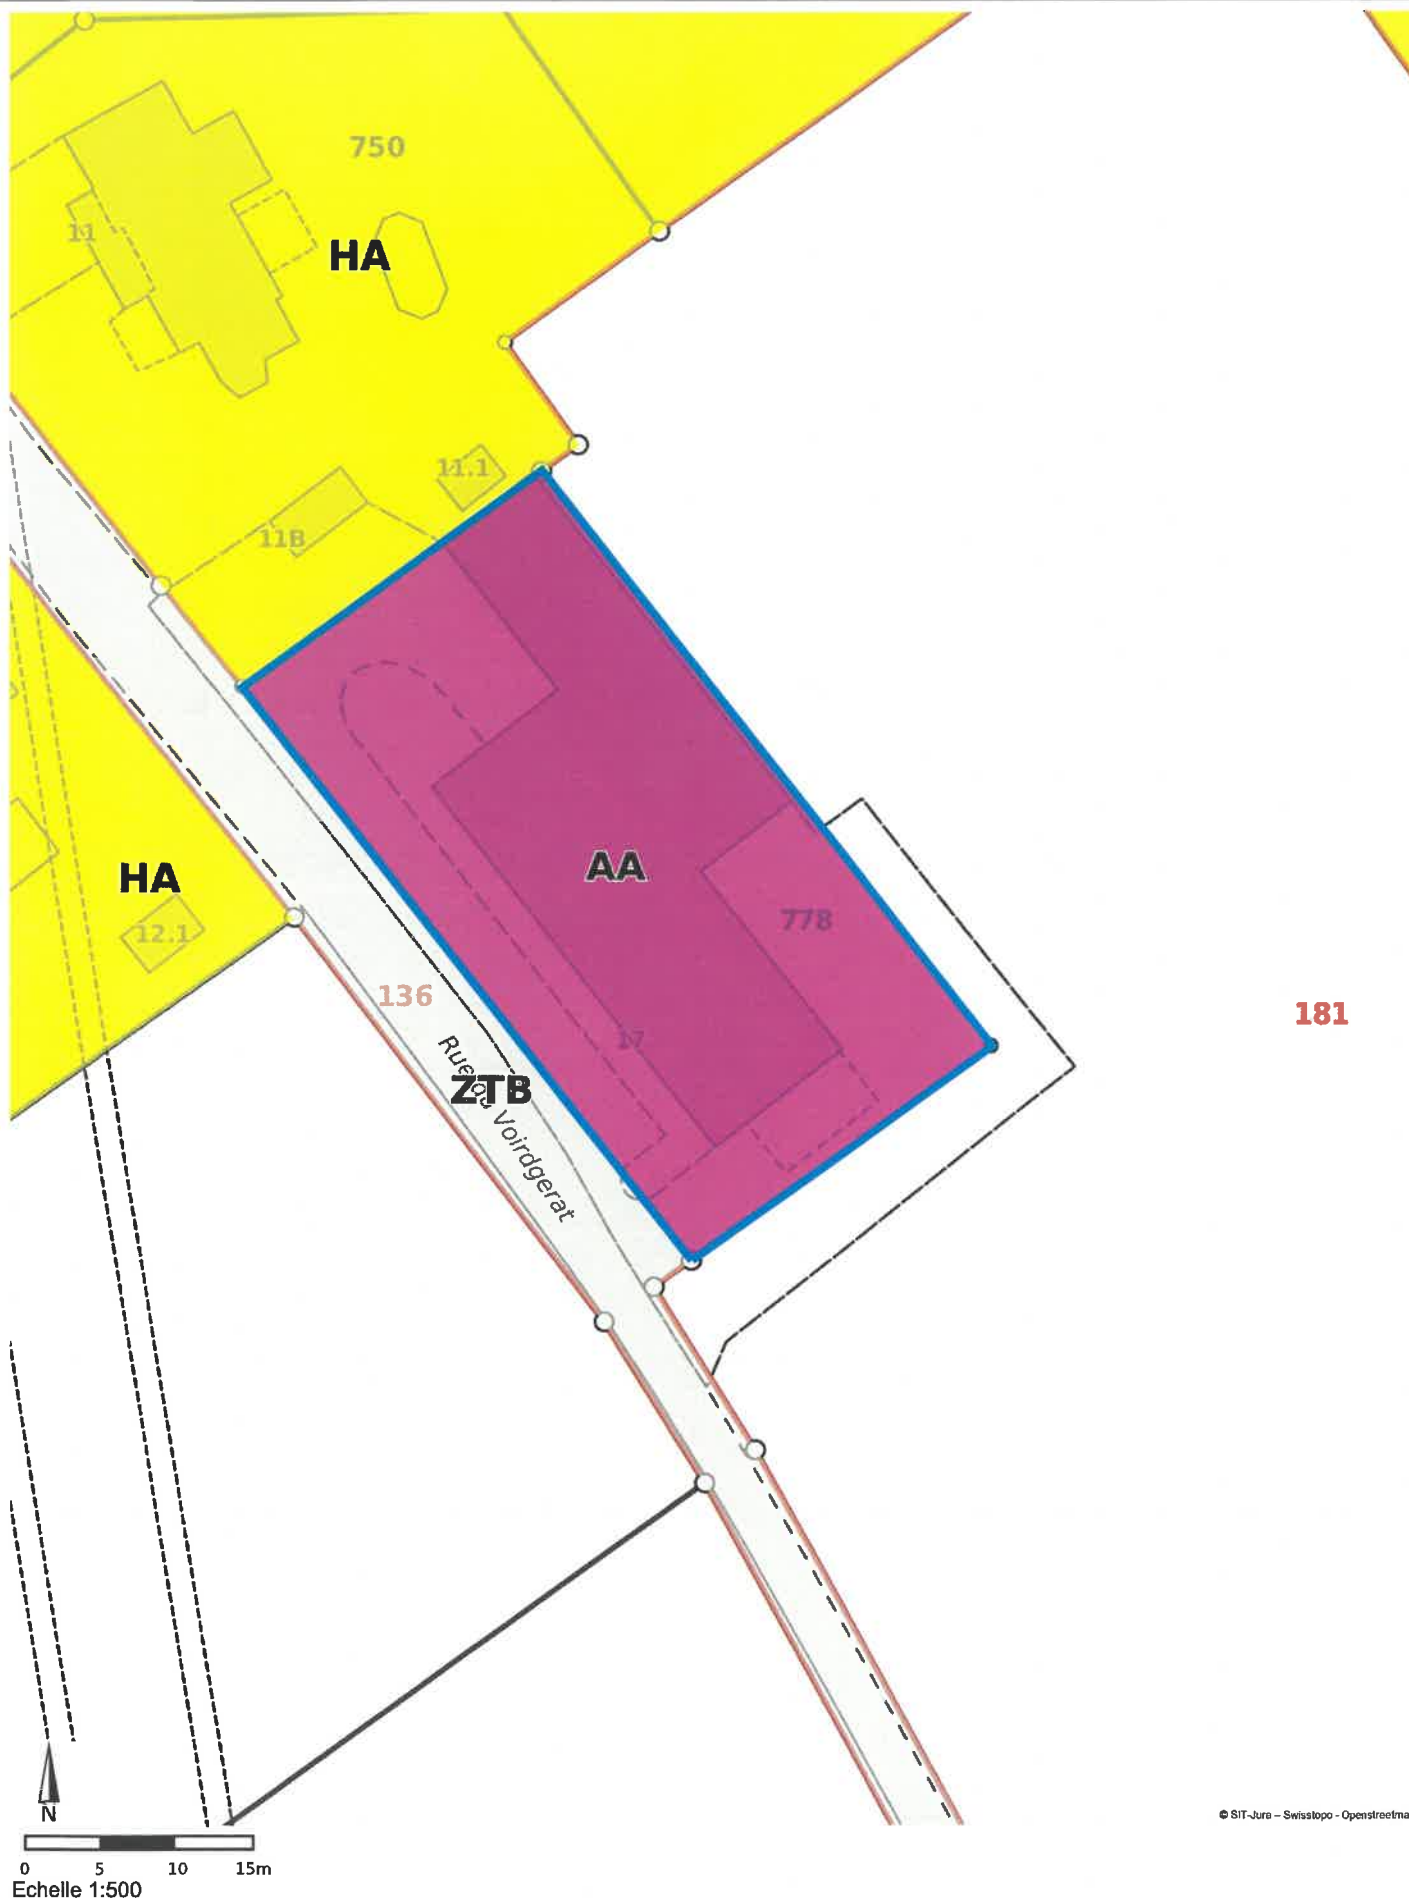 750
11
HA
11.1
11B
AA
HA
778
12.1
136
181
17
Rue du Voirdgerat
ZTB
N
© SIT-Jura – Swisstopo - Openstreetma
0 5 10 15m
Echelle 1:500